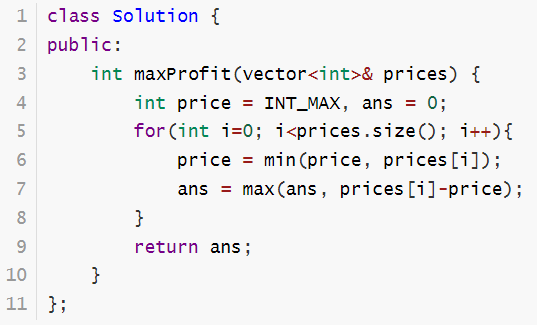 1 class Solution {
2 public:
3     int maxProfit(vector<int>& prices) {
4         int price = INT_MAX, ans = 0;
5         for(int i=0; i<prices.size(); i++){
6             price = min(price, prices[i]);
7             ans = max(ans, prices[i]-price);
8         }
9         return ans;
10     }
11 };